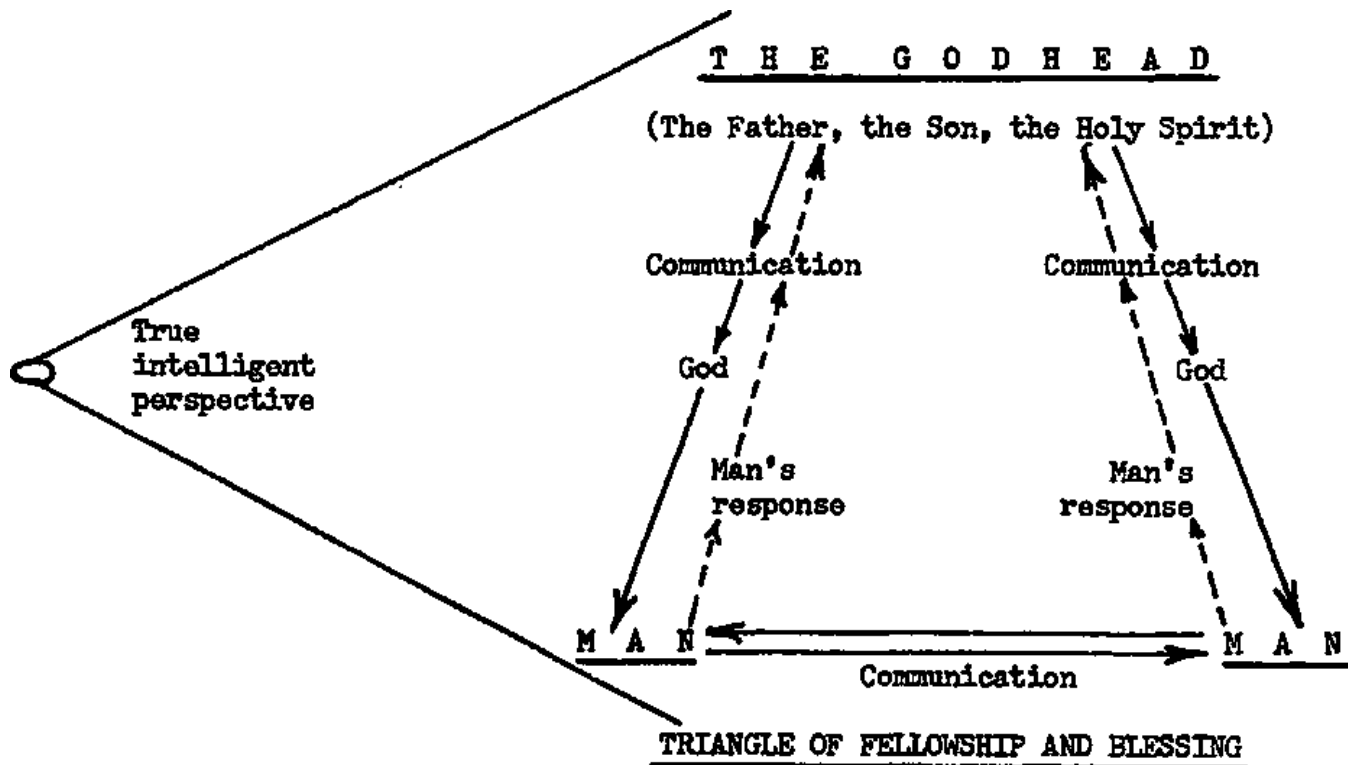 T H E G O D H E A D
(The Father, the Son, the Holy Spirit)
Communication
Communication
True
intelligent
perspective
God
God
Man's
response
Man's
response
M A N
M A N
Communication
TRIANGLE OF FELLOWSHIP AND BLESSING